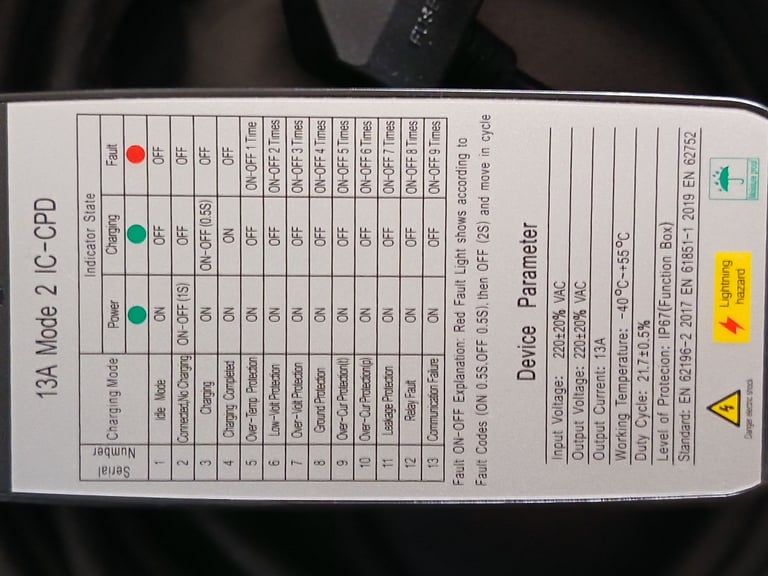 13A Mode 2 IC-CPD
Serial Number Charging Mode Indicator State
Power Charging Fault
1 Idle Mode ON OFF OFF
2 Connected,No Charging ON-OFF (1S) OFF OFF
3 Charging ON ON-OFF (0.5S) OFF
4 Charging Completed ON ON OFF
5 Over-Temp Protection ON OFF ON-OFF 1 Time
6 Low-Volt Protection ON OFF ON-OFF 2 Times
7 Over-Volt Protection ON OFF ON-OFF 3 Times
8 Ground Protection ON OFF ON-OFF 4 Times
9 Over-Cur Protection(t) ON OFF ON-OFF 5 Times
10 Over-Cur Protection(p) ON OFF ON-OFF 6 Times
11 Leakage Protection ON OFF ON-OFF 7 Times
12 Relay Fault ON OFF ON-OFF 8 Times
13 Communication Failure ON OFF ON-OFF 9 Times
Fault ON-OFF Explanation: Red Fault Light shows according to
Fault Codes (ON 0.5S,OFF 0.5S), then OFF (2S) and move in cycle
Device Parameter
Input Voltage: 220±20% VAC
Output Voltage: 220±20% VAC
Output Current: 13A
Working Temperature: -40°C-+55°C
Duty Cycle: 21.7±0.5%
Level of Protecion: IP67(Function Box)
Standard: EN 62196-2 2017 EN 61851-1 2019 EN 62752
Danger electric shock
Lightning
hazard
Moisture proof